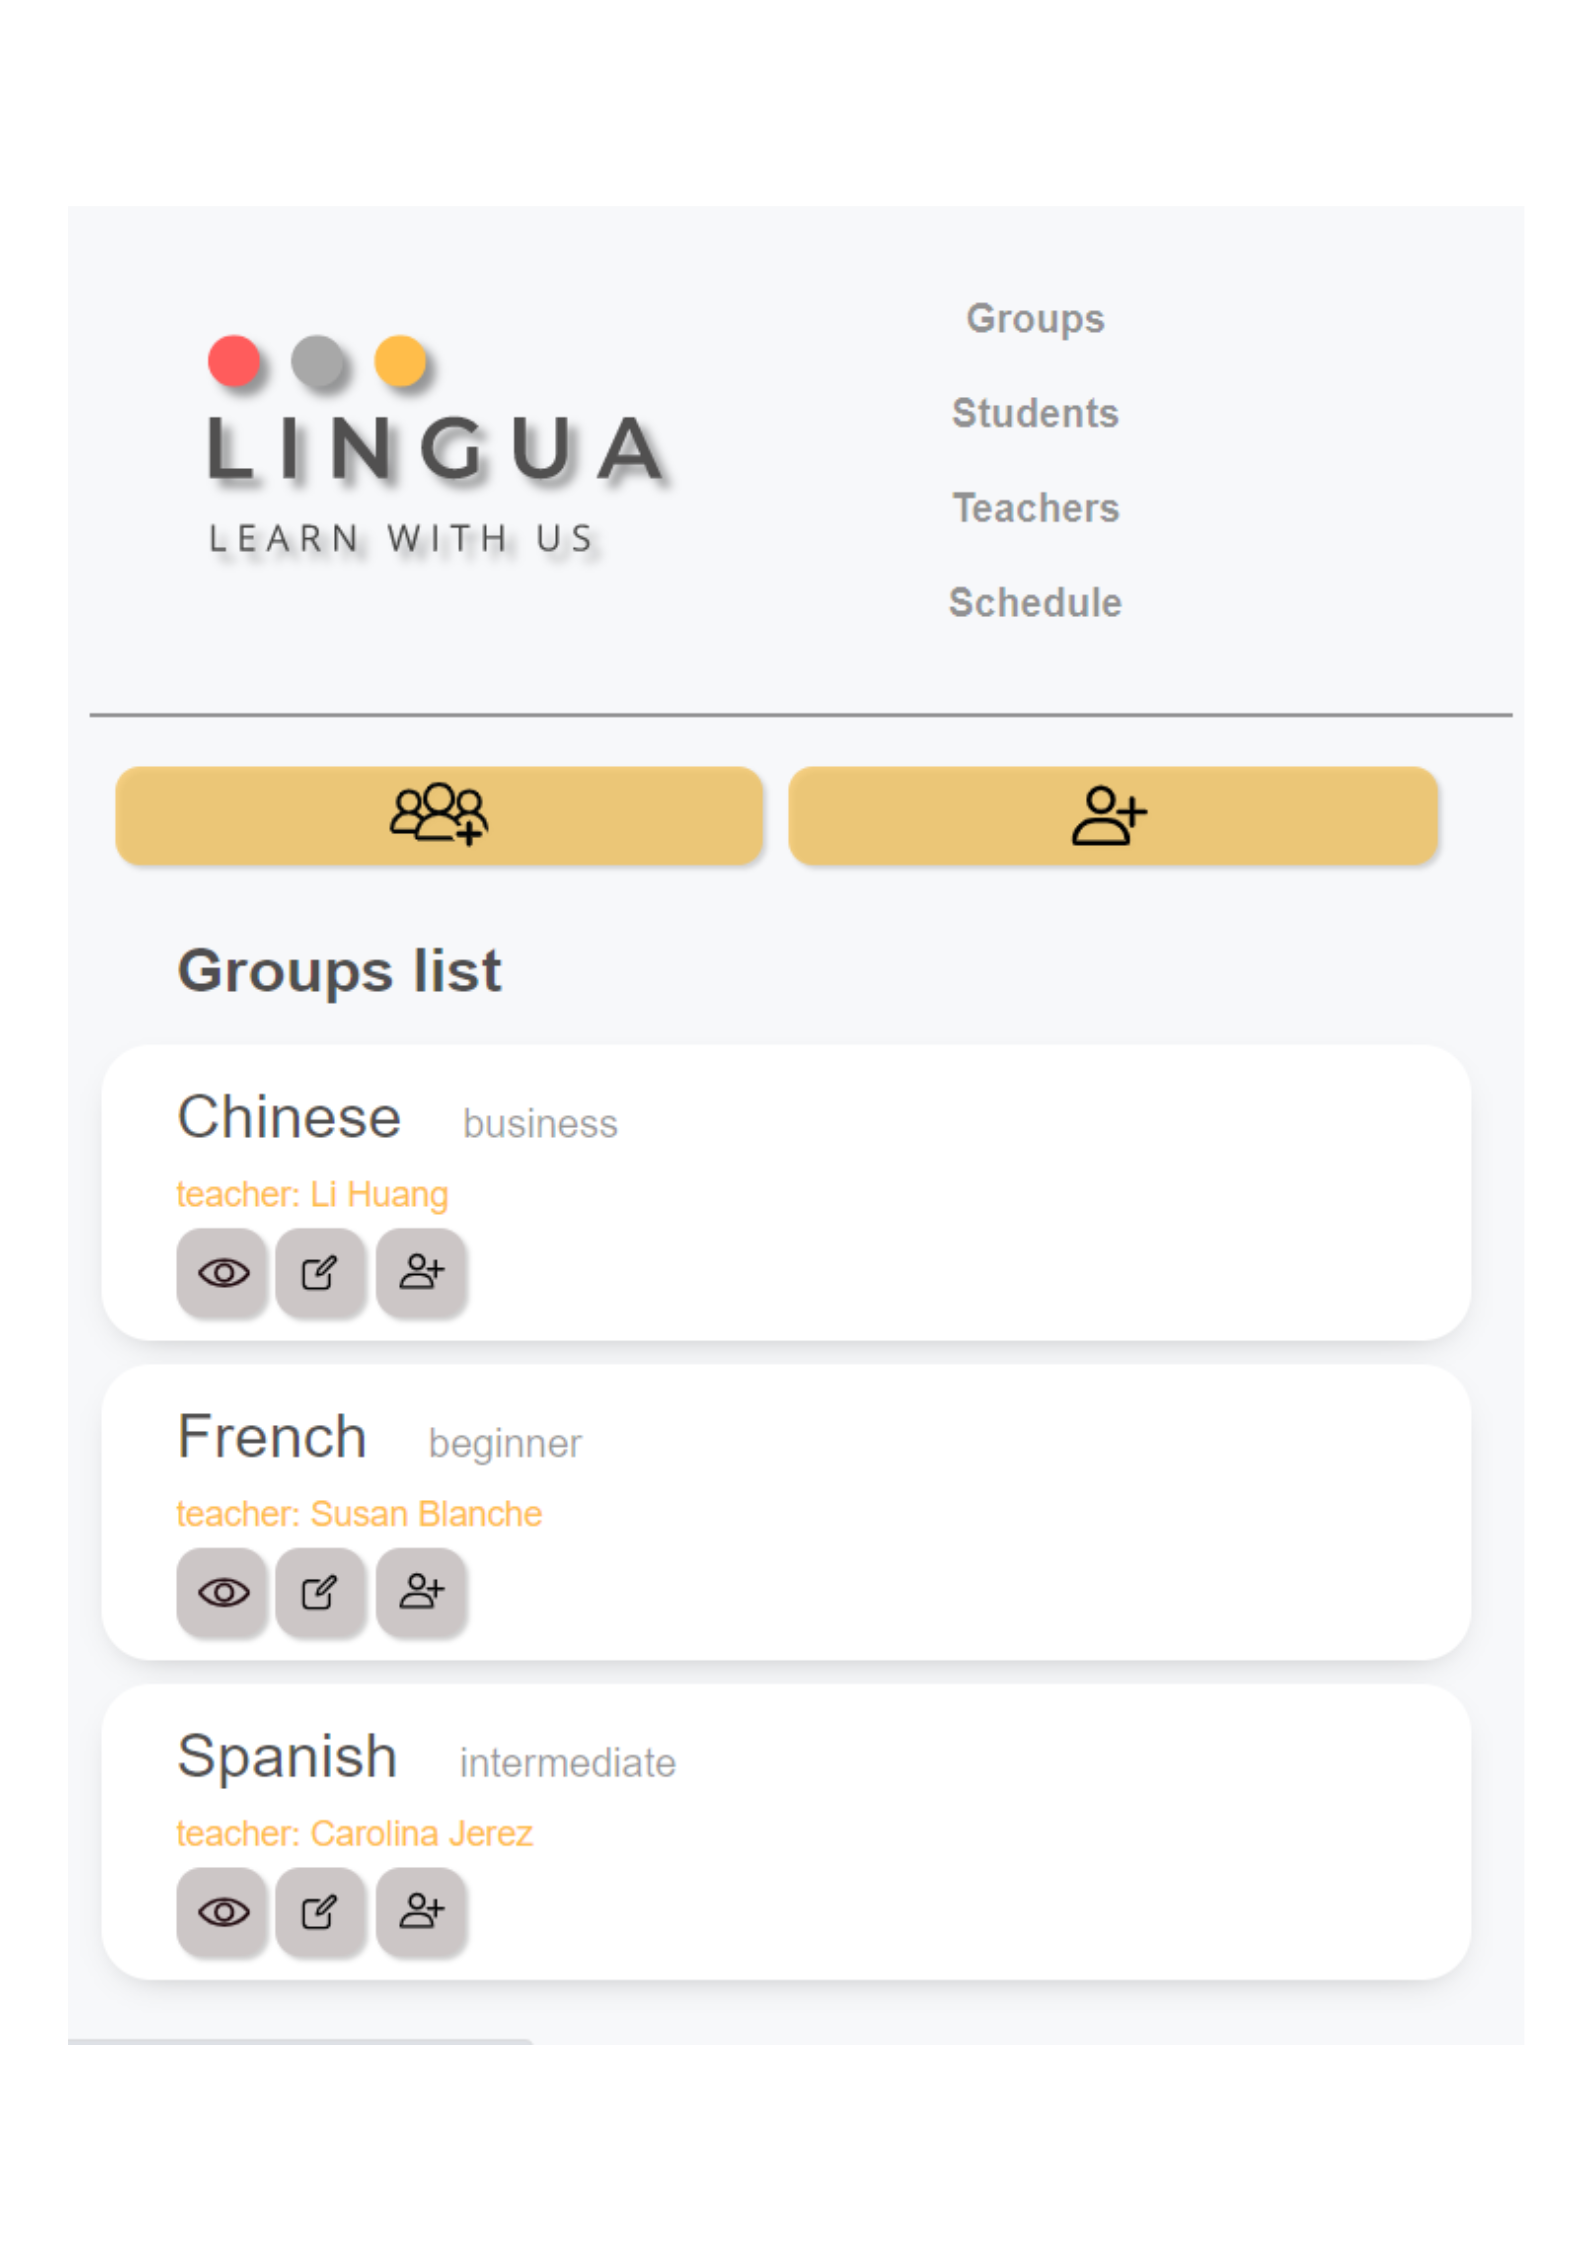 LINGUA
LEARN WITH US
Groups
Students
Teachers
Schedule
Groups list
Chinese business
teacher: Li Huang
French beginner
teacher: Susan Blanche
Spanish intermediate
teacher: Carolina Jerez